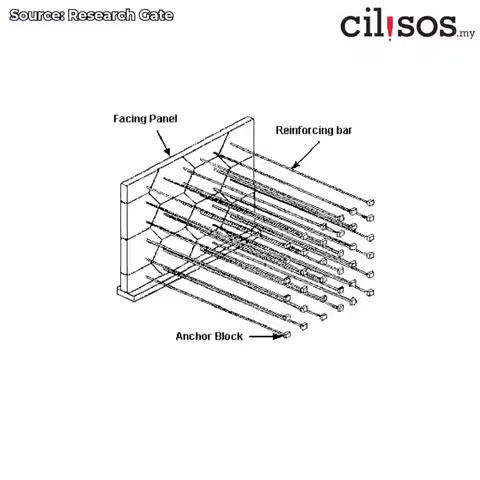 Source: Research Gate
cilisos.my
Facing Panel
Reinforcing bar
Anchor Block